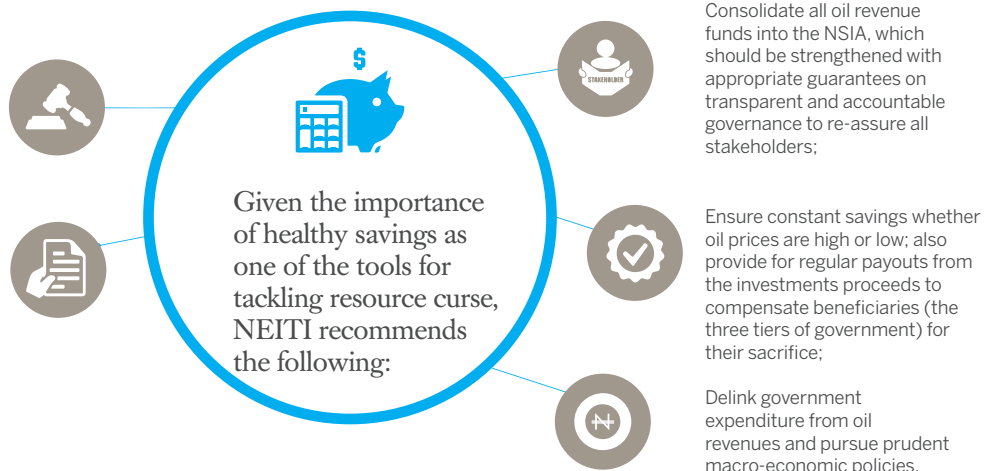 $
Given the importance
of healthy savings as
one of the tools for
tackling resource curse,
NEITI recommends
the following:
STAKEHOLDER
Consolidate all oil revenue
funds into the NSIA, which
should be strengthened with
appropriate guarantees on
transparent and accountable
governance to re-assure all
stakeholders;
Ensure constant savings whether
oil prices are high or low; also
provide for regular payouts from
the investments proceeds to
compensate beneficiaries (the
three tiers of government) for
their sacrifice;
₦
Delink government
expenditure from oil
revenues and pursue prudent
macro-economic policies.